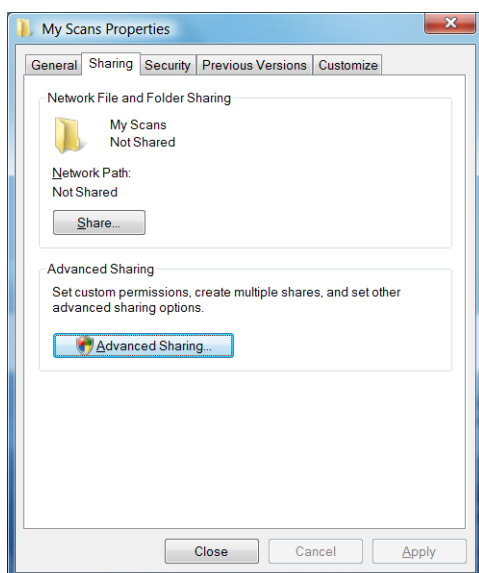 My Scans Properties
General Sharing Security Previous Versions Customize
Network File and Folder Sharing
My Scans
Not Shared
Network Path:
Not Shared
Share...
Advanced Sharing
Set custom permissions, create multiple shares, and set other
advanced sharing options.
Advanced Sharing...
Close Cancel Apply